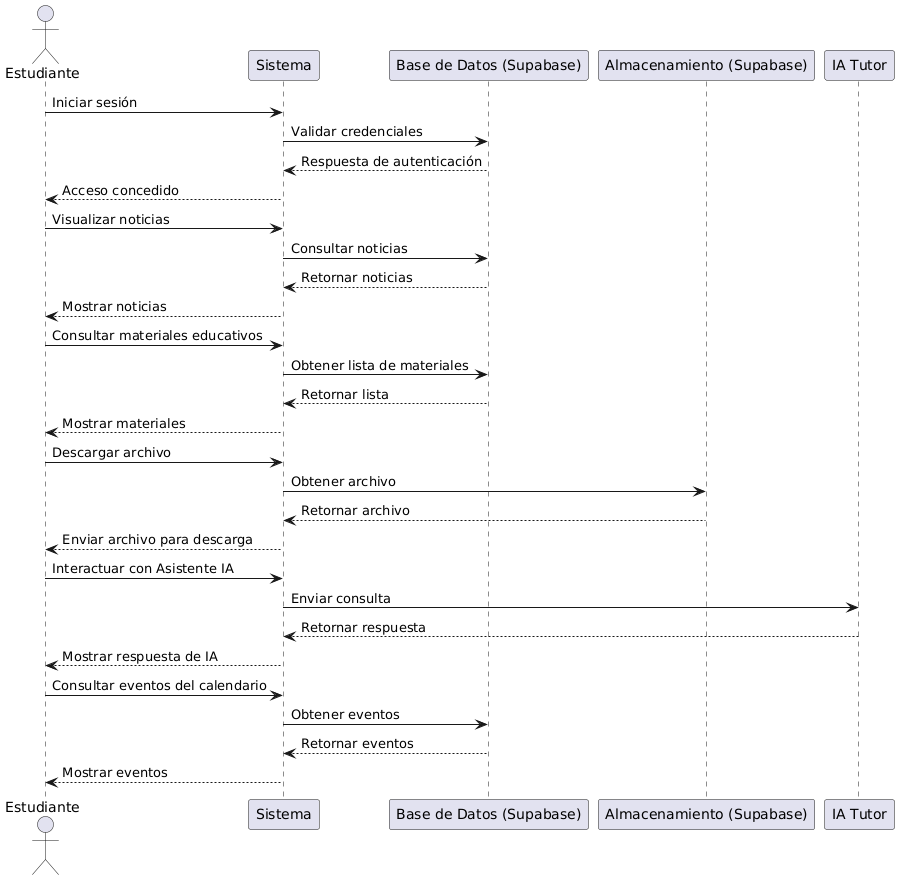 Estudiante
Sistema
Base de Datos (Supabase)
Almacenamiento (Supabase)
IA Tutor
Iniciar sesión
Validar credenciales
Respuesta de autenticación
Acceso concedido
Visualizar noticias
Consultar noticias
Retornar noticias
Mostrar noticias
Consultar materiales educativos
Obtener lista de materiales
Retornar lista
Mostrar materiales
Descargar archivo
Obtener archivo
Retornar archivo
Enviar archivo para descarga
Interactuar con Asistente IA
Enviar consulta
Retornar respuesta
Mostrar respuesta de IA
Consultar eventos del calendario
Obtener eventos
Retornar eventos
Mostrar eventos
Estudiante
Sistema
Base de Datos (Supabase)
Almacenamiento (Supabase)
IA Tutor